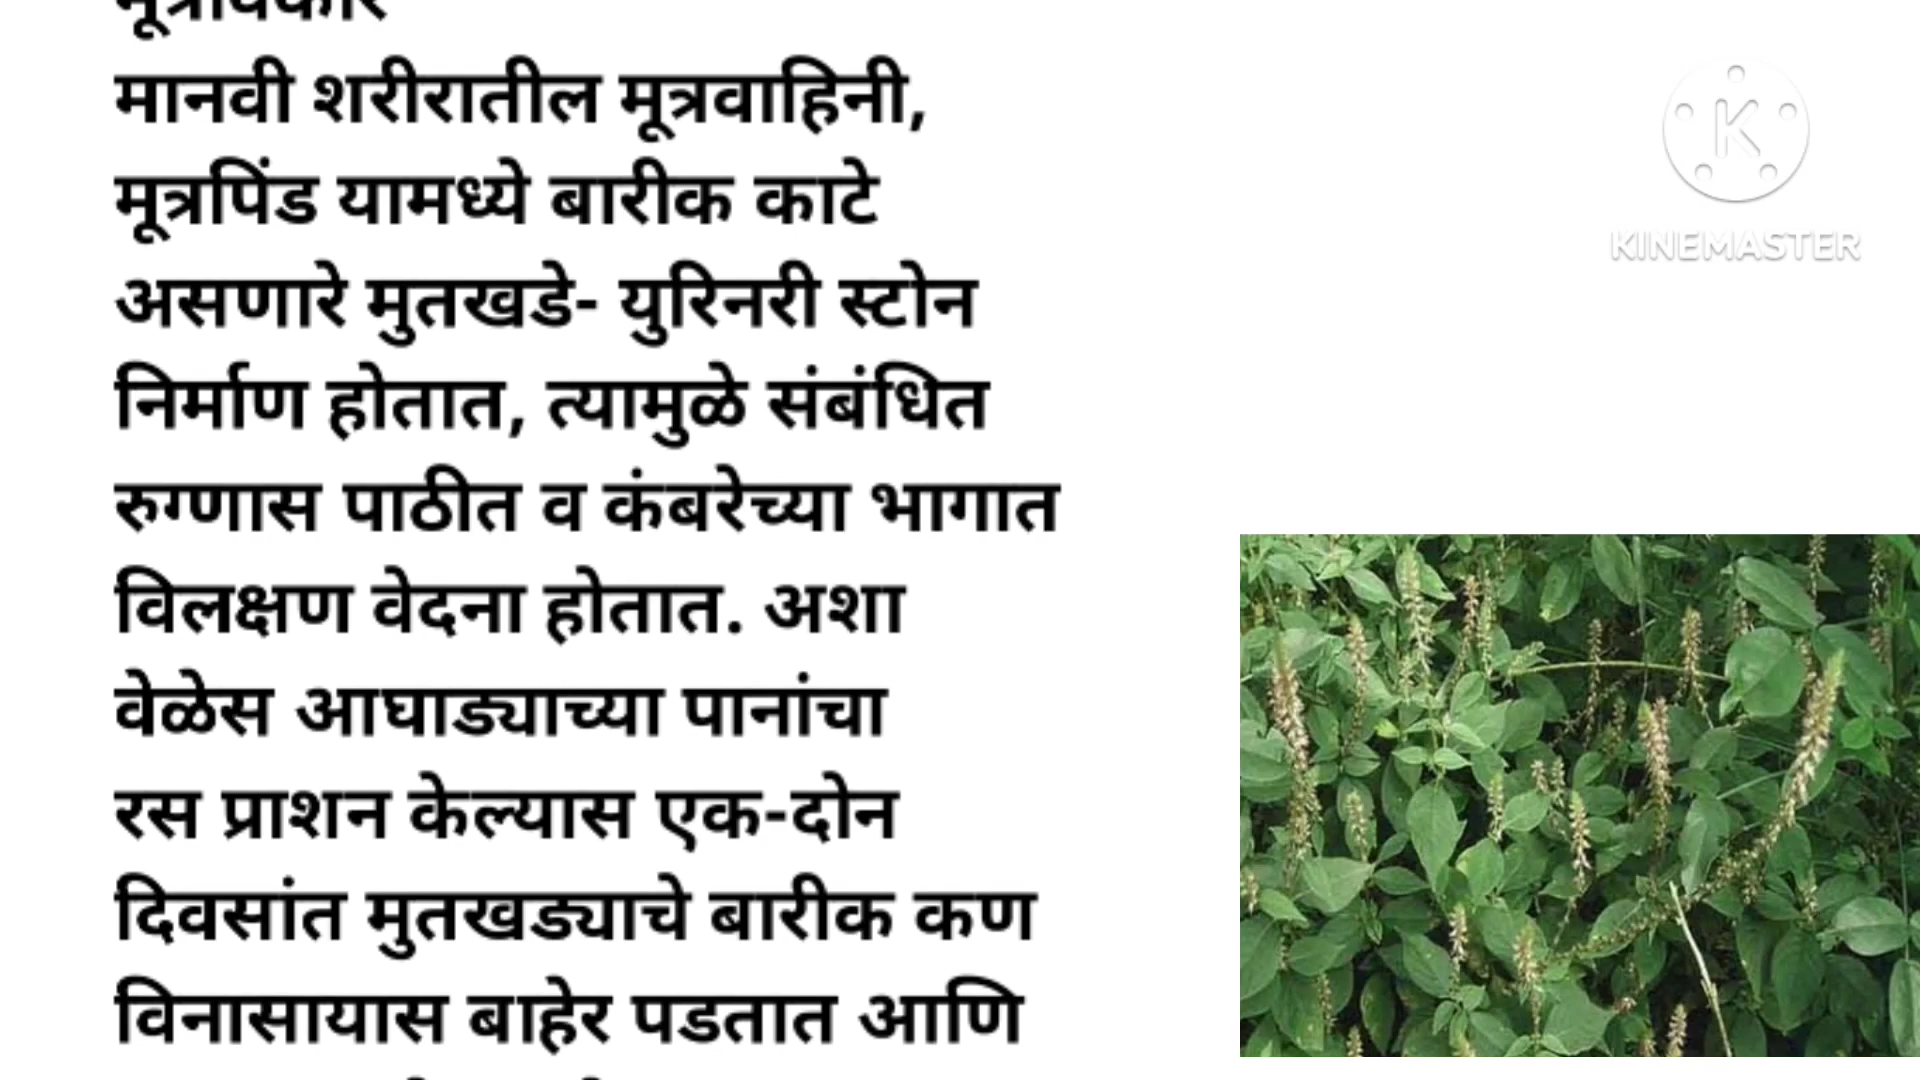 मूत्रविकार
मानवी शरीरातील मूत्रवाहिनी,
मूत्रपिंड यामध्ये बारीक काटे
असणारे मुतखडे- युरिनरी स्टोन
निर्माण होतात, त्यामुळे संबंधित
रुग्णास पाठीत व कंबरेच्या भागात
विलक्षण वेदना होतात. अशा
वेळेस आघाड्याच्या पानांचा
रस प्राशन केल्यास एक-दोन
दिवसांत मुतखड्याचे बारीक कण
विनासायास बाहेर पडतात आणि
K
KINEMASTER